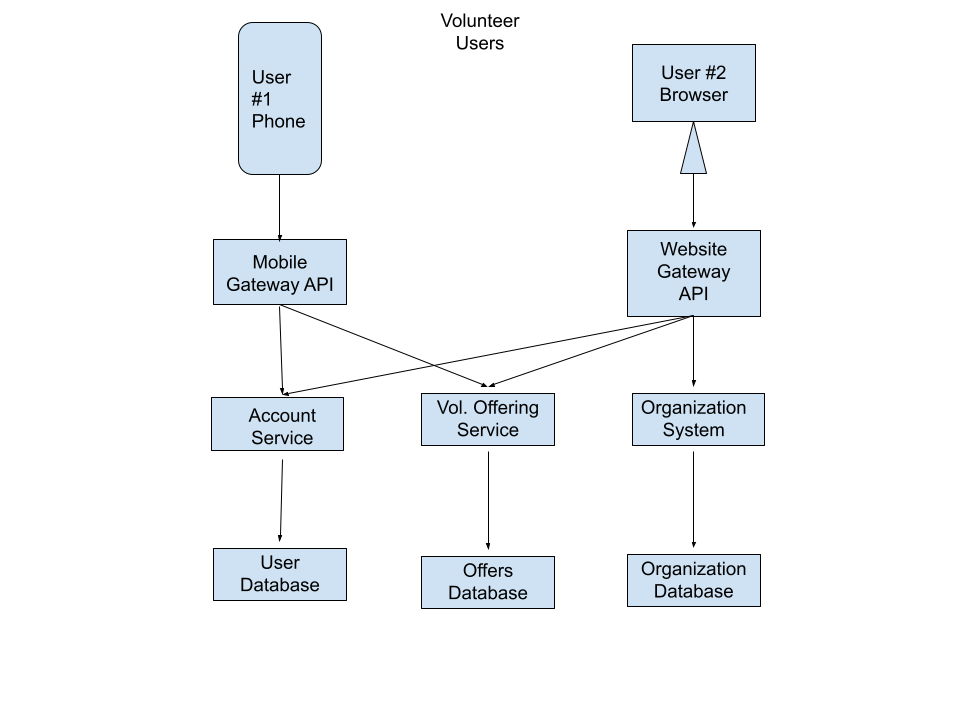 Volunteer
Users
User
#1
Phone
User #2
Browser
Mobile
Gateway API
Website
Gateway
API
Account
Service
Vol. Offering
Service
Organization
System
User
Database
Offers
Database
Organization
Database